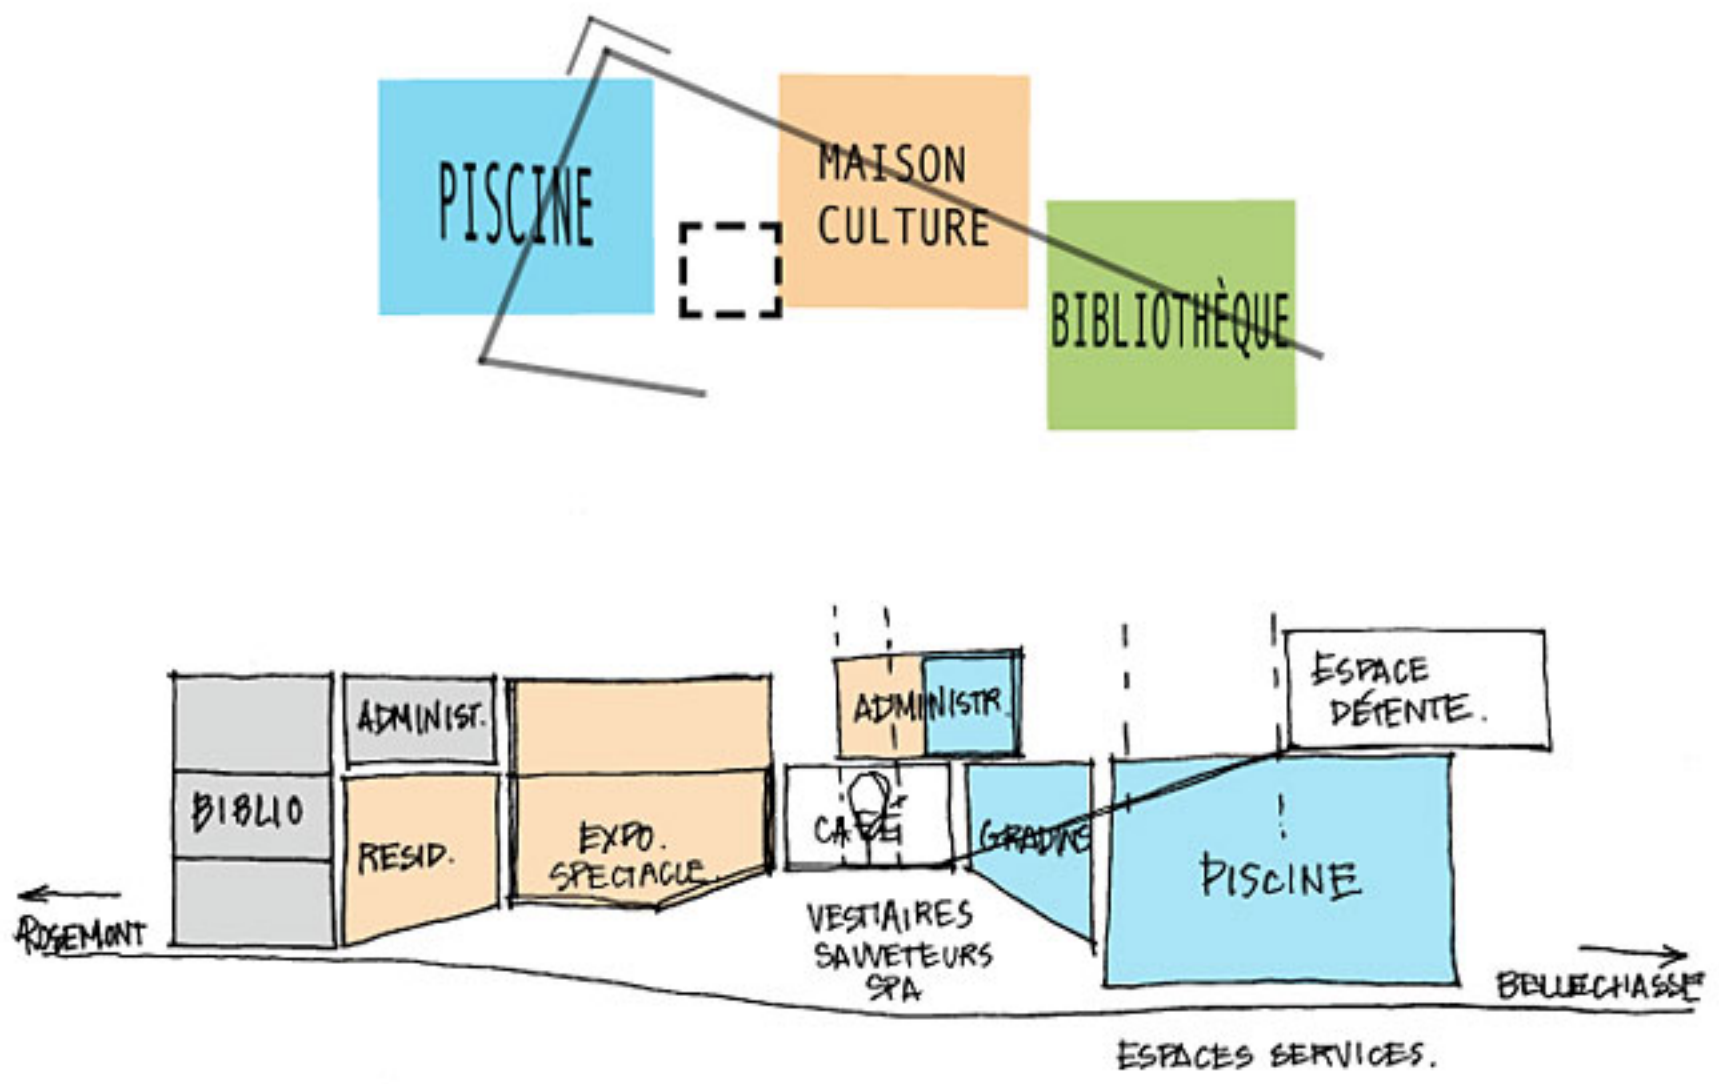 PISCINE
MAISON
CULTURE
BIBLIOTHÈQUE
ADMINIST.
ADMINISTR.
ESPACE
DÉTENTE.
BIBLIO
RESID.
EXPO.
SPECTACLE.
CAFÉ
GRADINS
PISCINE
ROSEMONT
VESTIAIRES
SAUVETEURS
SPA
BELLECHASSE
ESPACES SERVICES.